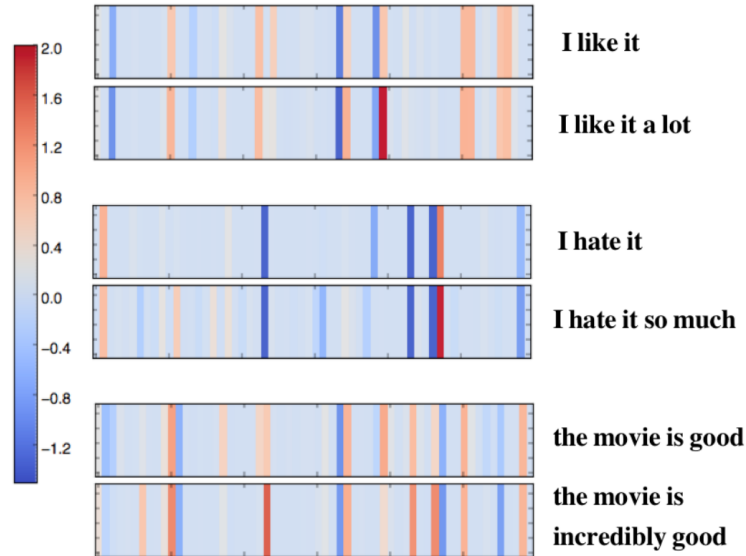 2.0
1.6
1.2
0.8
0.4
0.0
−0.4
−0.8
−1.2
I like it
I like it a lot
I hate it
I hate it so much
the movie is good
the movie is
incredibly good